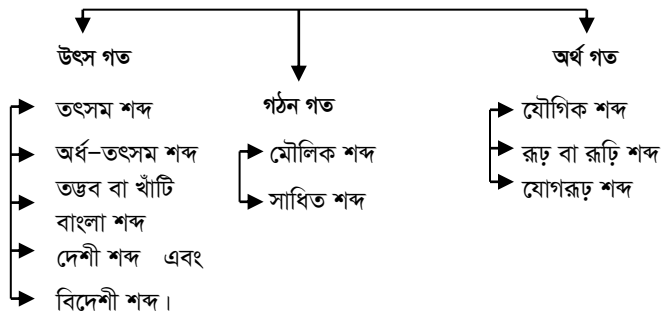 উৎস গত
তৎসম শব্দ
অর্ধ–তৎসম শব্দ
তদ্ভব বা খাঁটি
বাংলা শব্দ
দেশী শব্দ এবং
বিদেশী শব্দ।
গঠন গত
মৌলিক শব্দ
সাধিত শব্দ
অর্থ গত
যৌগিক শব্দ
রূঢ় বা রূঢ়ি শব্দ
যোগরূঢ় শব্দ